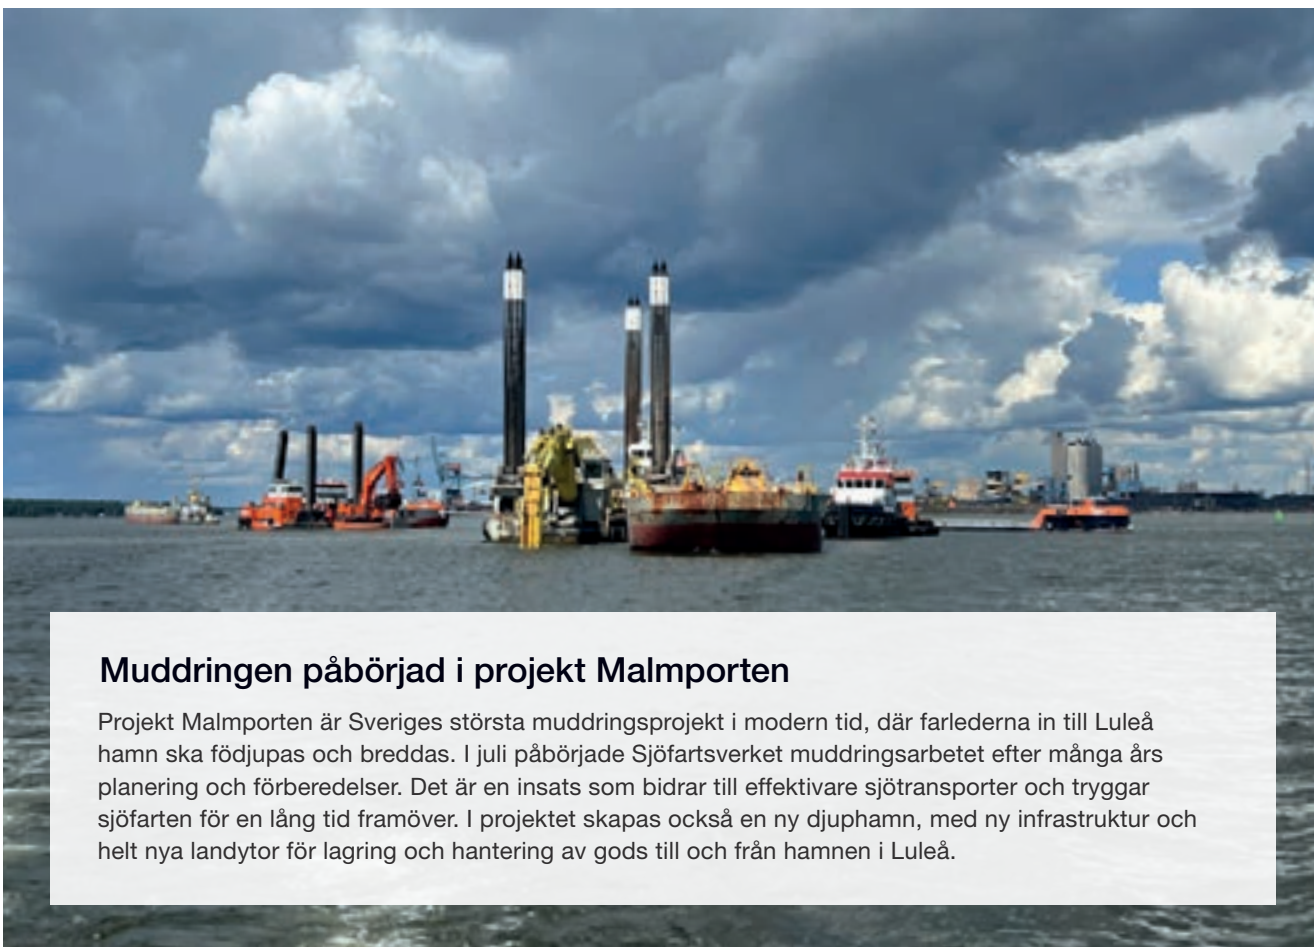 Muddringen påbörjad i projekt Malmporten
Projekt Malmporten är Sveriges största muddringsprojekt i modern tid, där farlederna in till Luleå
hamn ska födjupas och breddas. I juli påbörjade Sjöfartsverket muddringsarbetet efter många års
planering och förberedelser. Det är en insats som bidrar till effektivare sjötransporter och tryggar
sjöfarten för en lång tid framöver. I projektet skapas också en ny djuphamn, med ny infrastruktur och
helt nya landytor för lagring och hantering av gods till och från hamnen i Luleå.